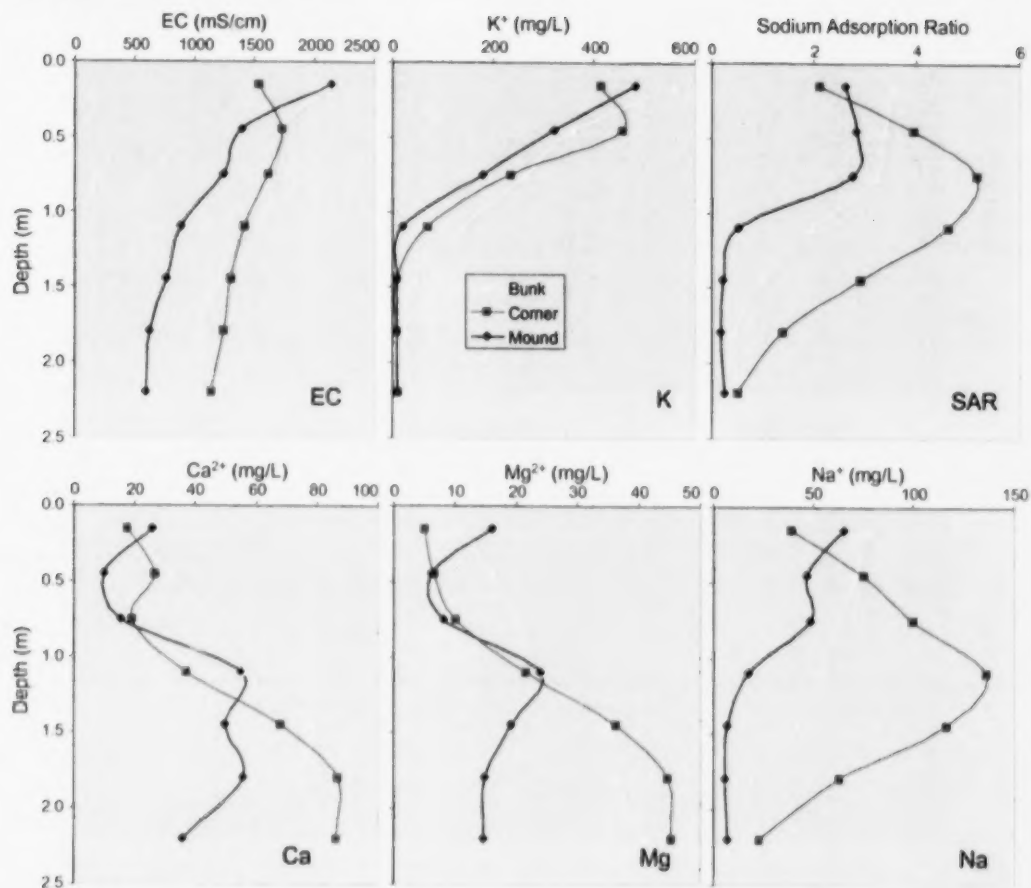 EC (mS/cm)
0 500 1000 1500 2000 2500
K⁺ (mg/L)
0 200 400 600 800
Sodium Adsorption Ratio
0 2 4 6
Depth (m)
0.0
0.5
1.0
1.5
2.0
2.5
Bunk
Corner
Mound
EC
K
SAR
Ca²⁺ (mg/L)
0 20 40 60 80 100
Mg²⁺ (mg/L)
0 10 20 30 40 50
Na⁺ (mg/L)
0 50 100 150
Depth (m)
0.0
0.5
1.0
1.5
2.0
2.5
Ca
Mg
Na